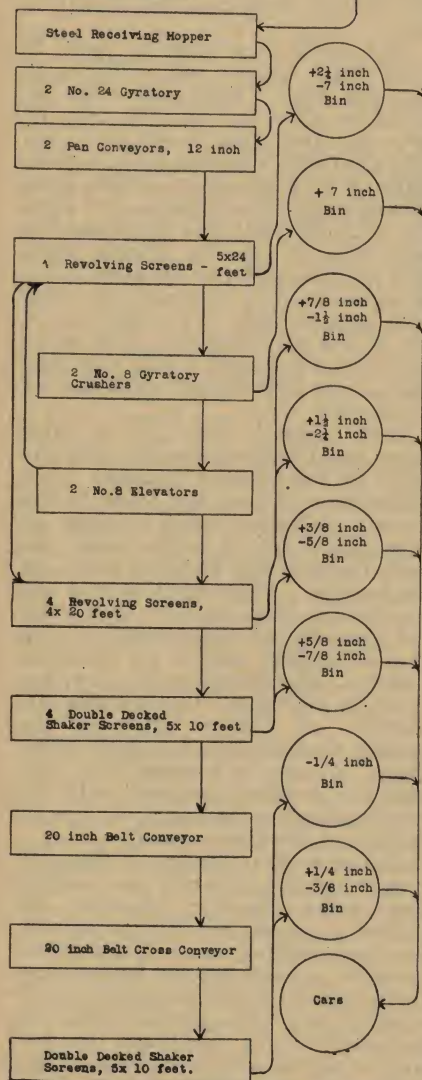 Steel Receiving Hopper
2 No. 24 Gyratory
2 Pan Conveyors, 12 inch
1 Revolving Screens - 5x24
feet
2 No. 8 Gyratory
Crushers
2 No.8 Elevators
4 Revolving Screens,
4x 20 feet
4 Double Decked
Shaker Screens, 5x 10 feet
20 inch Belt Conveyor
20 inch Belt Cross Conveyor
Double Decked Shaker
Screens, 5x 10 feet.
+2¼ inch
-7 inch
Bin
+ 7 inch
Bin
+7/8 inch
-1½ inch
Bin
+1½ inch
-2¼ inch
Bin
+3/8 inch
-5/8 inch
Bin
+5/8 inch
-7/8 inch
Bin
-1/4 inch
Bin
+1/4 inch
-3/8 inch
Bin
Cars